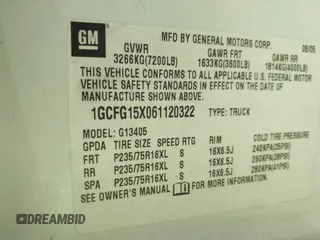 GM
MFD BY GENERAL MOTORS CORP. 08/05
GVWR GAWR FRT GAWR RR
3266KG(7200LB) 1633KG(3600LB) 1814KG(4000LB)
THIS VEHICLE CONFORMS TO ALL APPLICABLE U.S. FEDERAL MOTOR
VEHICLE SAFETY STANDARDS IN EFFECT ON THE DATE OF
MANUFACTURE SHOWN ABOVE.
1GCFG15X061120322 TYPE: TRUCK
MODEL: G13405
GPDA TIRE SIZE SPEED RTG RIM COLD TIRE PRESSURE
FRT P235/75R16XL S 16X6.5J 240KPA(35PSI)
RR P235/75R16XL S 16X6.5J 260KPA(38PSI)
SPA P235/75R16XL S 16X6.5J 280KPA(41PSI)
SEE OWNER'S MANUAL FOR MORE INFORMATION.
DREAMBID